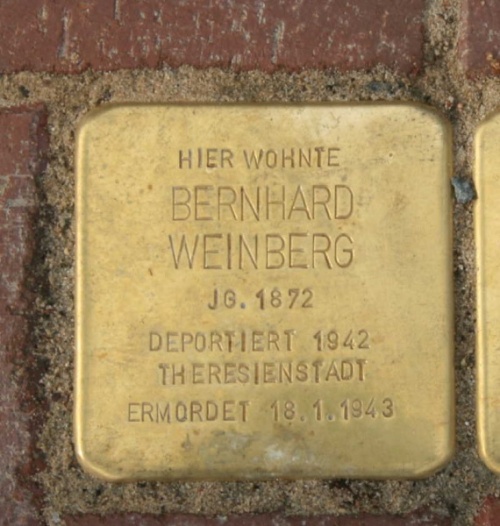 HIER WOHNTE
BERNHARD
WEINBERG
JG. 1872
DEPORTIERT 1942
THERESIENSTADT
ERMORDET 18.1.1943